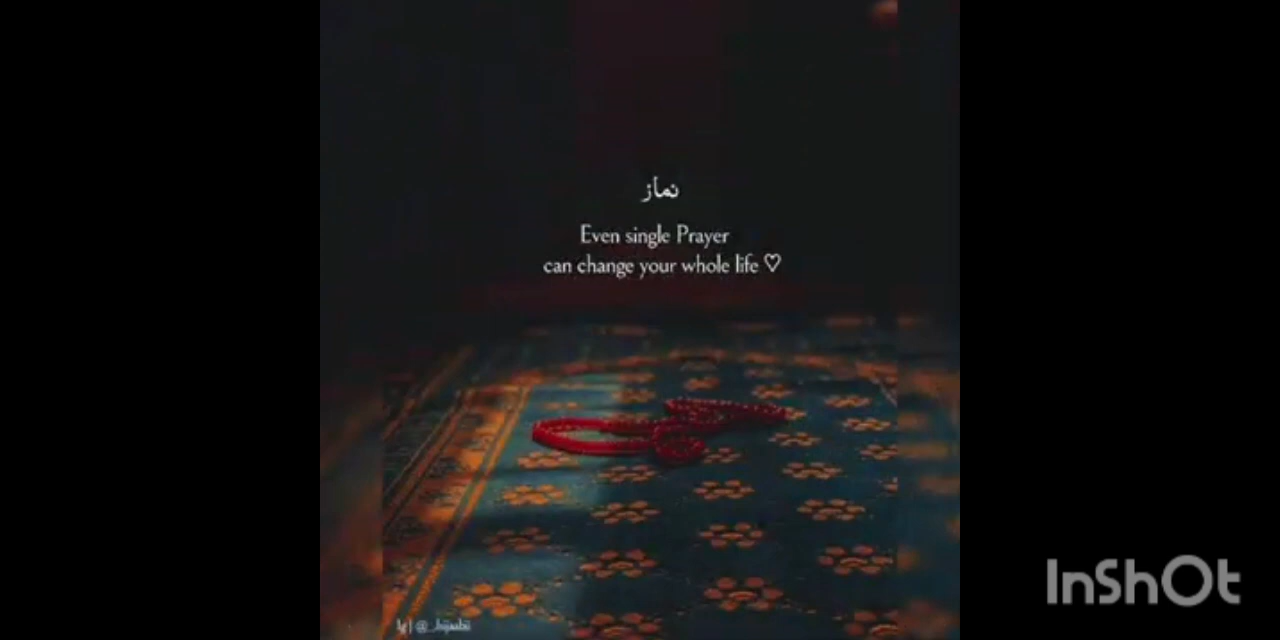 نماز
Even single Prayer
can change your whole life ♡
InShOt